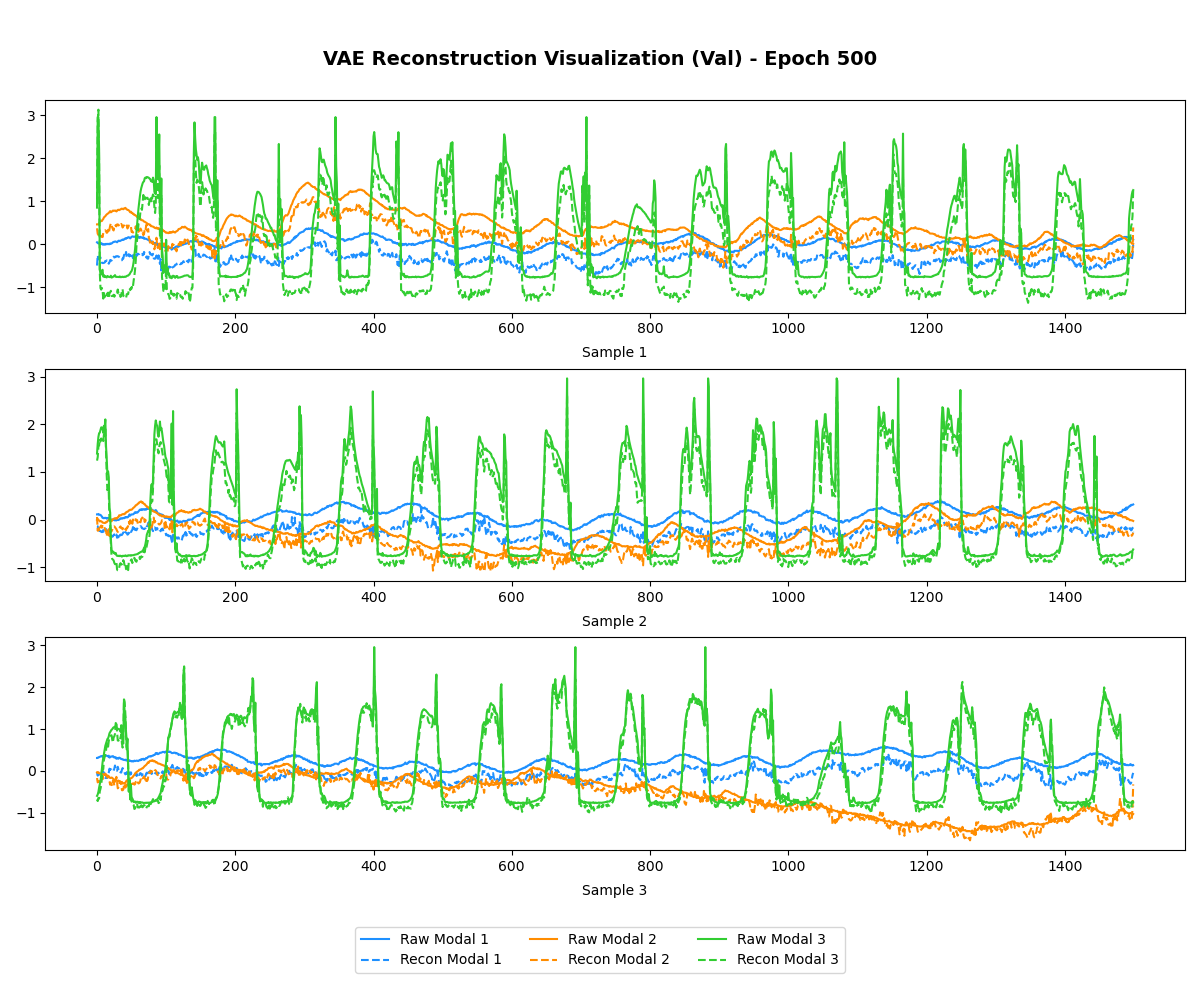 VAE Reconstruction Visualization (Val) - Epoch 500
3
2
1
0
−1
0 200 400 600 800 1000 1200 1400
Sample 1
3
2
1
0
−1
0 200 400 600 800 1000 1200 1400
Sample 2
3
2
1
0
−1
0 200 400 600 800 1000 1200 1400
Sample 3
Raw Modal 1 Raw Modal 2 Raw Modal 3
Recon Modal 1 Recon Modal 2 Recon Modal 3